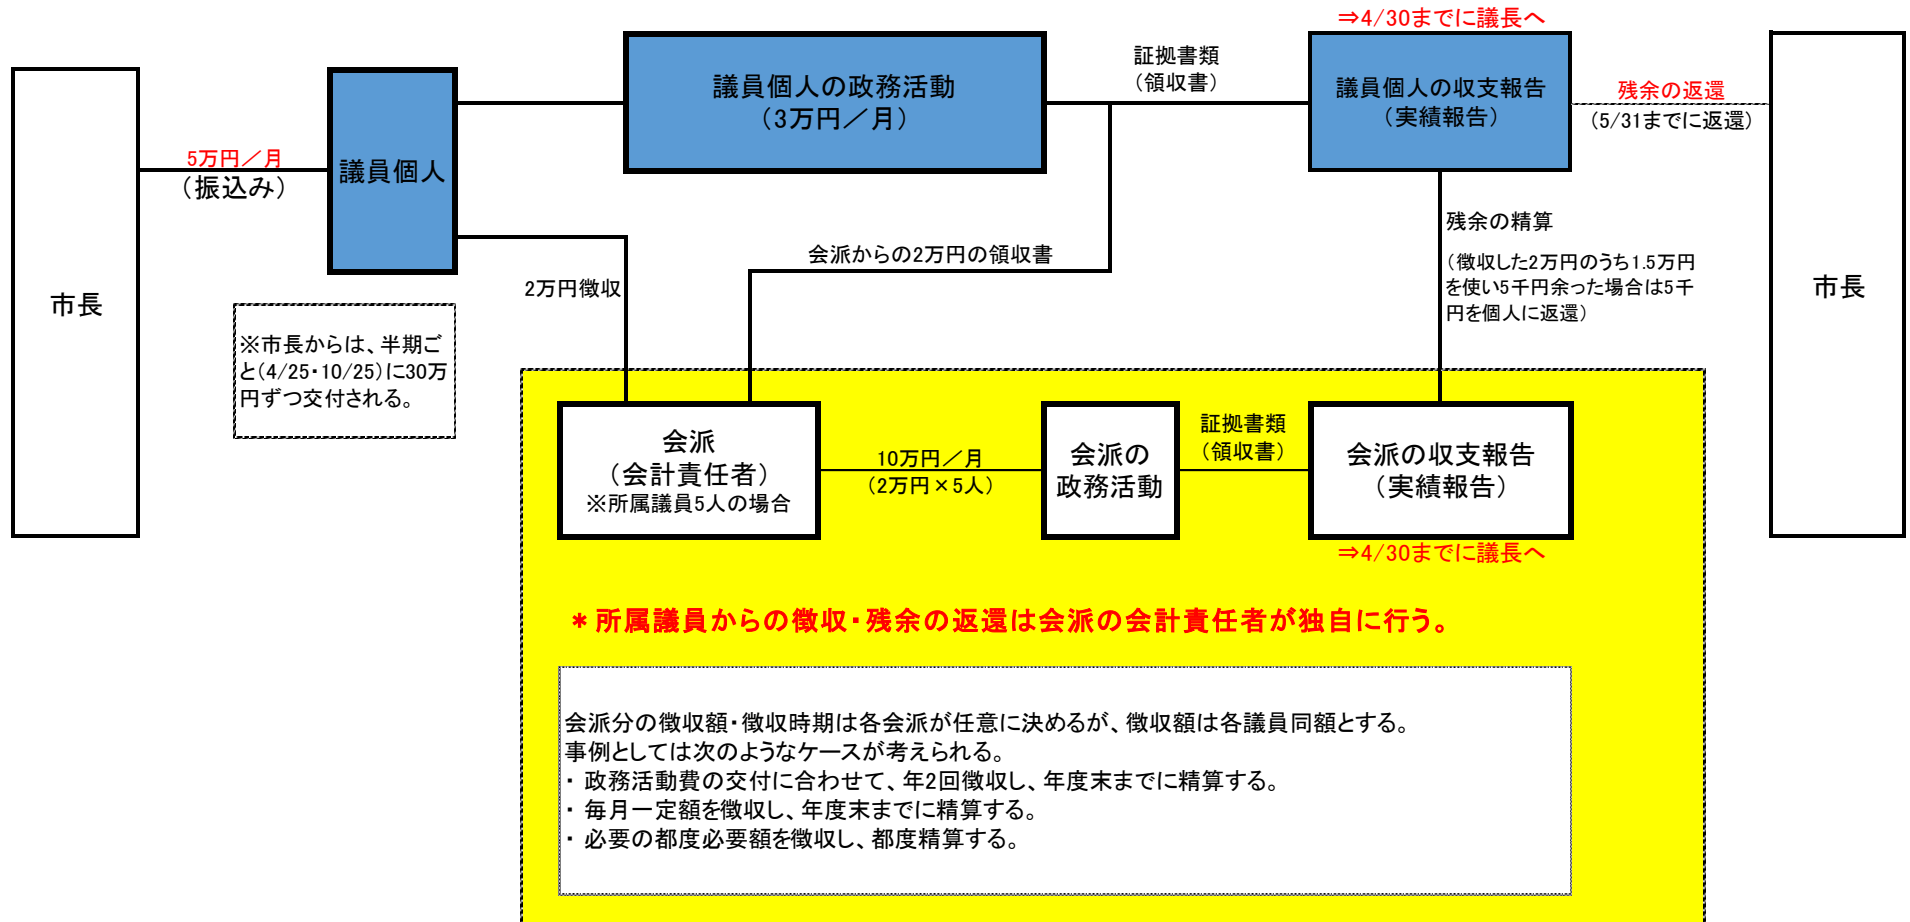 ⇒4/30までに議長へ
議員個人の政務活動
（3万円／月）
証拠書類
（領収書）
議員個人の収支報告
（実績報告）
残余の返還
（5/31までに返還）
5万円／月
（振込み）
議員個人
市長
市長
2万円徴収
会派からの2万円の領収書
残余の精算
（徴収した2万円のうち1.5万円
を使い5千円余った場合は5千
円を個人に返還）
※市長からは、半期ご
と（4/25・10/25）に30万
円ずつ交付される。
会派
（会計責任者）
※所属議員5人の場合
10万円／月
（2万円×5人）
会派の
政務活動
証拠書類
（領収書）
会派の収支報告
（実績報告）
⇒4/30までに議長へ
＊所属議員からの徴収・残余の返還は会派の会計責任者が独自に行う。
会派分の徴収額・徴収時期は各会派が任意に決めるが、徴収額は各議員同額とする。
事例としては次のようなケースが考えられる。
・ 政務活動費の交付に合わせて、年2回徴収し、年度末までに精算する。
・ 毎月一定額を徴収し、年度末までに精算する。
・ 必要の都度必要額を徴収し、都度精算する。